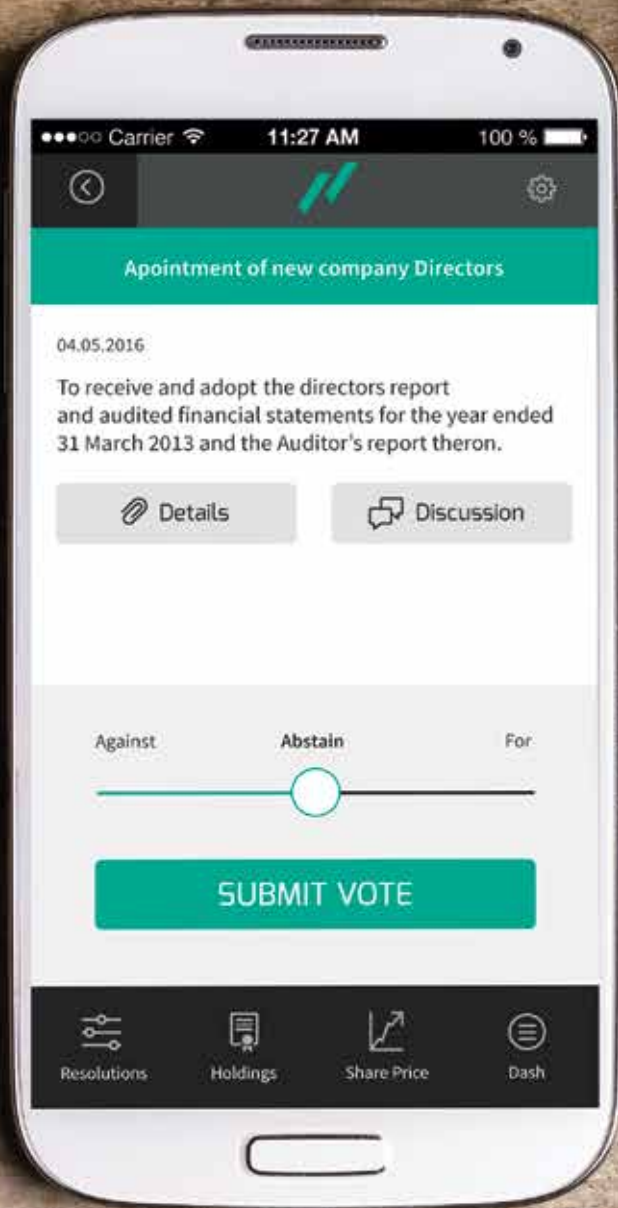 Carrier 11:27 AM 100 %
Apointment of new company Directors
04.05.2016
To receive and adopt the directors report
and audited financial statements for the year ended
31 March 2013 and the Auditor's report theron.
Details Discussion
Against Abstain For
SUBMIT VOTE
Resolutions Holdings Share Price Dash